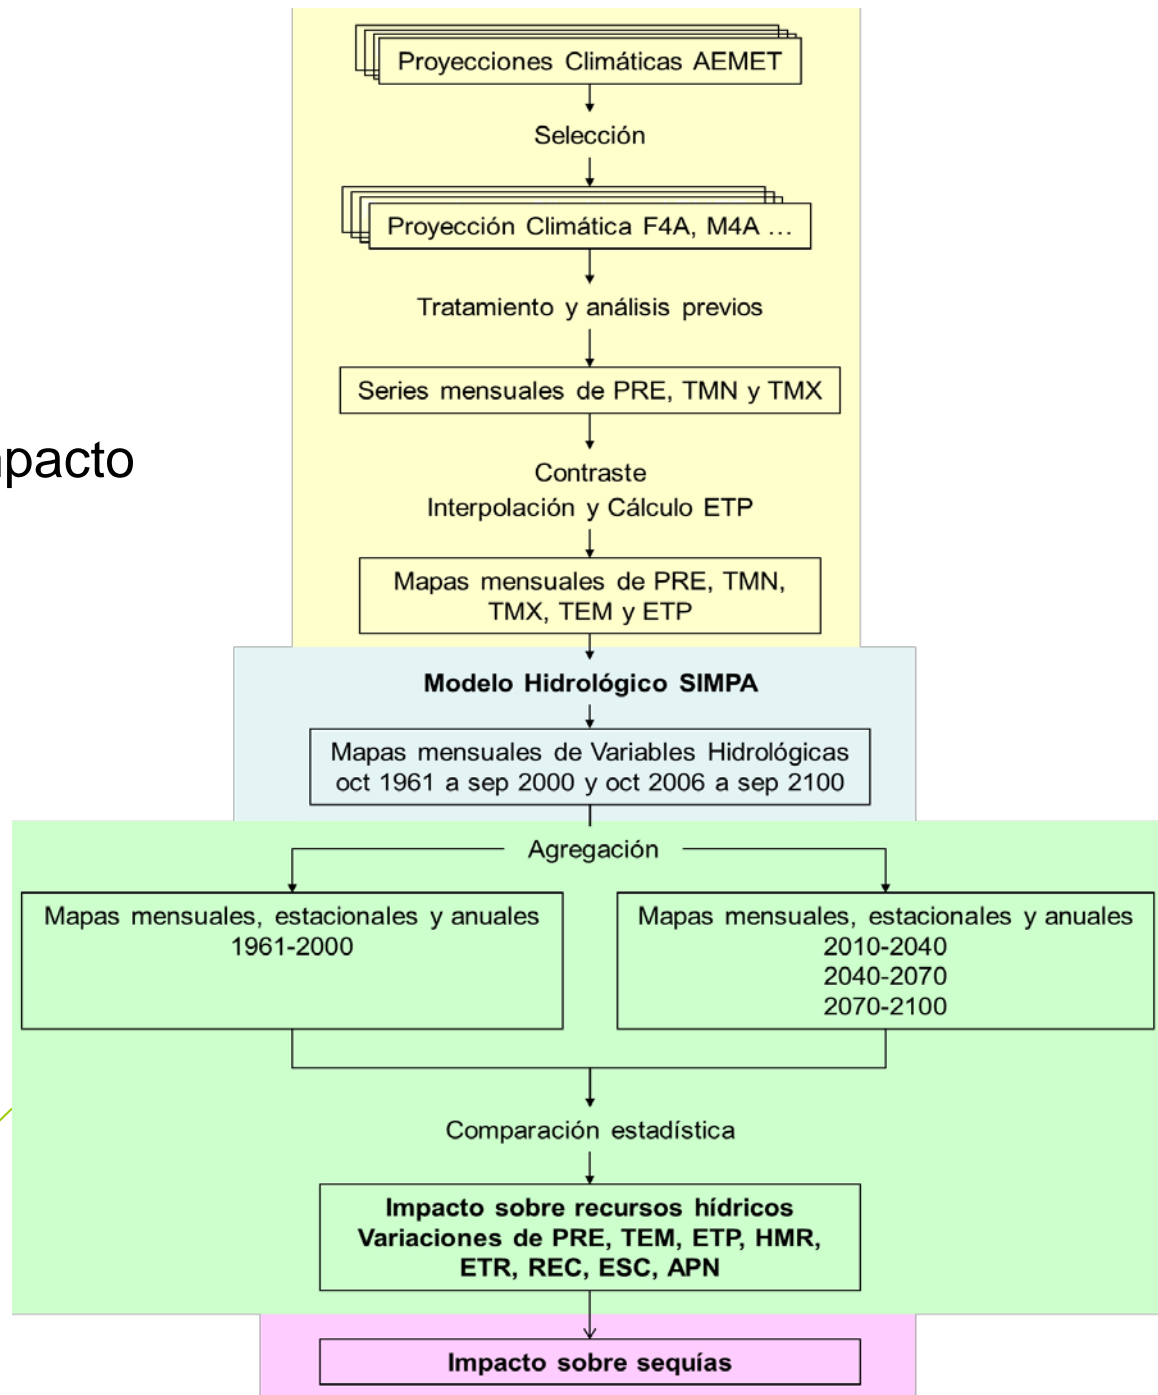 Proyecciones Climáticas AEMET
Selección
Proyección Climática F4A, M4A ...
Tratamiento y análisis previos
Series mensuales de PRE, TMN y TMX
Contraste
Interpolación y Cálculo ETP
Mapas mensuales de PRE, TMN,
TMX, TEM y ETP
Modelo Hidrológico SIMPA
Mapas mensuales de Variables Hidrológicas
oct 1961 a sep 2000 y oct 2006 a sep 2100
Agregación
Mapas mensuales, estacionales y anuales
1961-2000
Mapas mensuales, estacionales y anuales
2010-2040
2040-2070
2070-2100
Comparación estadística
Impacto sobre recursos hídricos
Variaciones de PRE, TEM, ETP, HMR,
ETR, REC, ESC, APN
Impacto sobre sequías